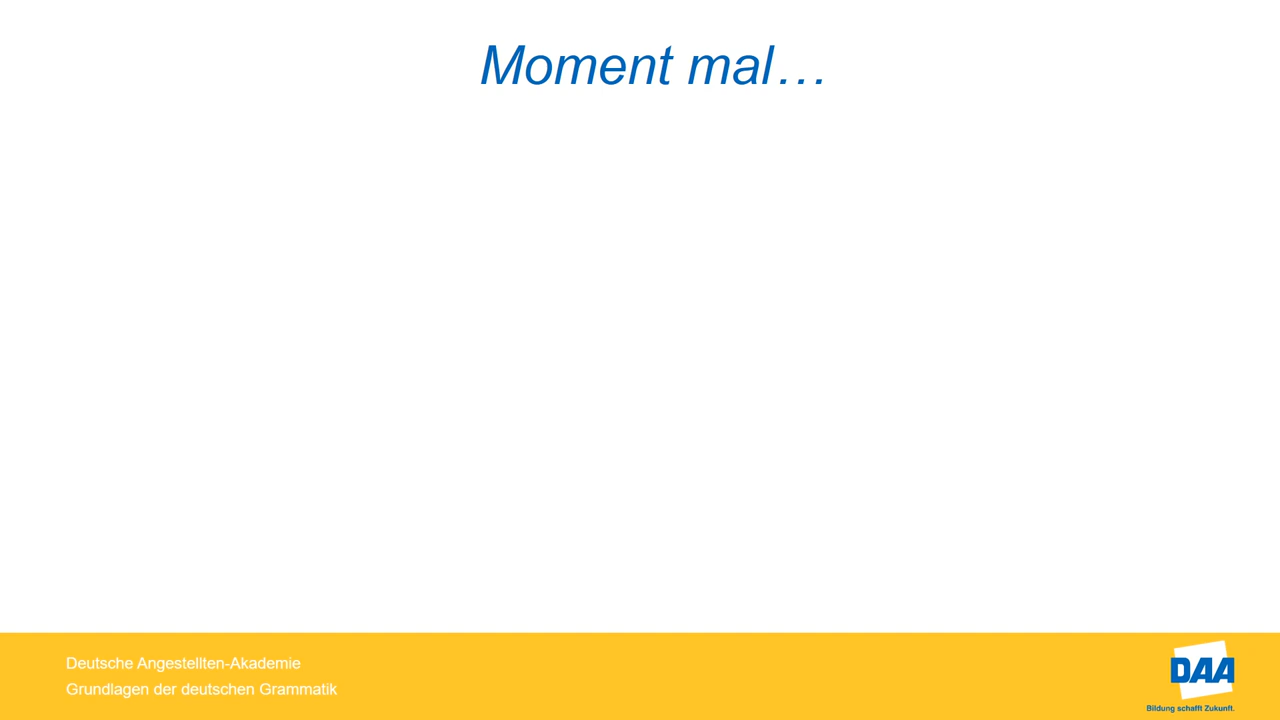 Moment mal…
Deutsche Angestellten-Akademie
Grundlagen der deutschen Grammatik
DAA
Bildung schafft Zukunft.